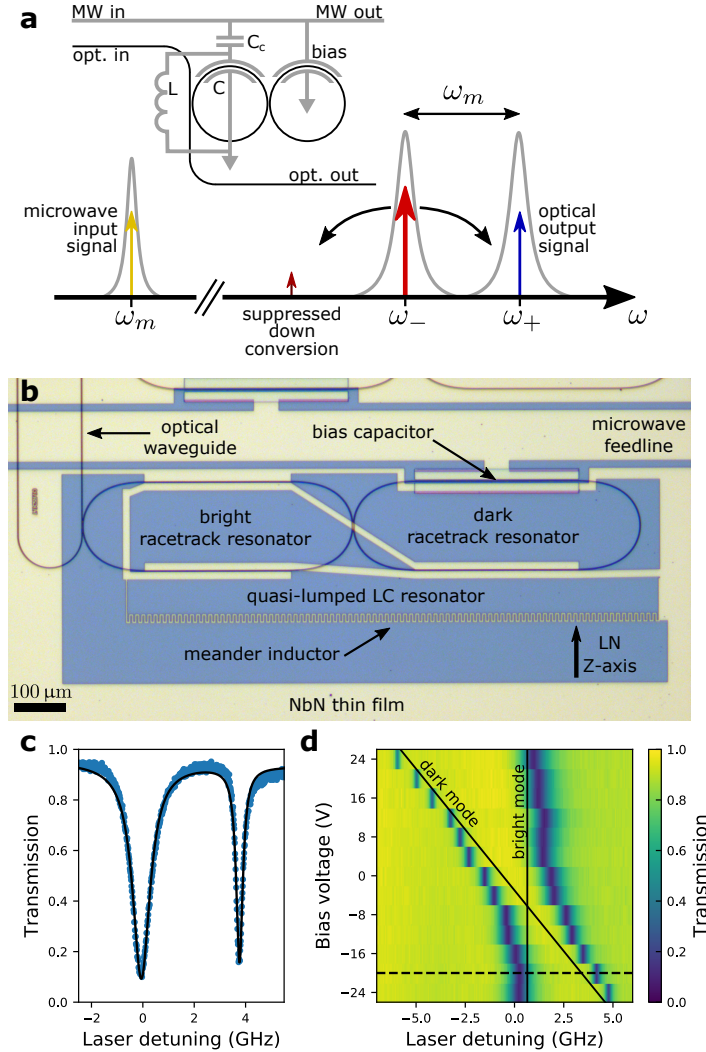 a
MW in
MW out
opt. in
C_c
bias
L
C
ω_m
opt. out
microwave
input
signal
optical
output
signal
ω_m
suppressed
down
conversion
ω_−
ω_+
ω
b
optical
waveguide
bias capacitor
microwave
feedline
bright
racetrack resonator
dark
racetrack resonator
quasi-lumped LC resonator
meander inductor
LN
Z-axis
100 μm
NbN thin film
c
1.0
0.8
0.6
0.4
0.2
0.0
Transmission
−2
0
2
4
Laser detuning (GHz)
d
24
16
8
0
−8
−16
−24
Bias voltage (V)
dark mode
bright mode
−5.0
−2.5
0.0
2.5
5.0
Laser detuning (GHz)
1.0
0.8
0.6
0.4
0.2
0.0
Transmission